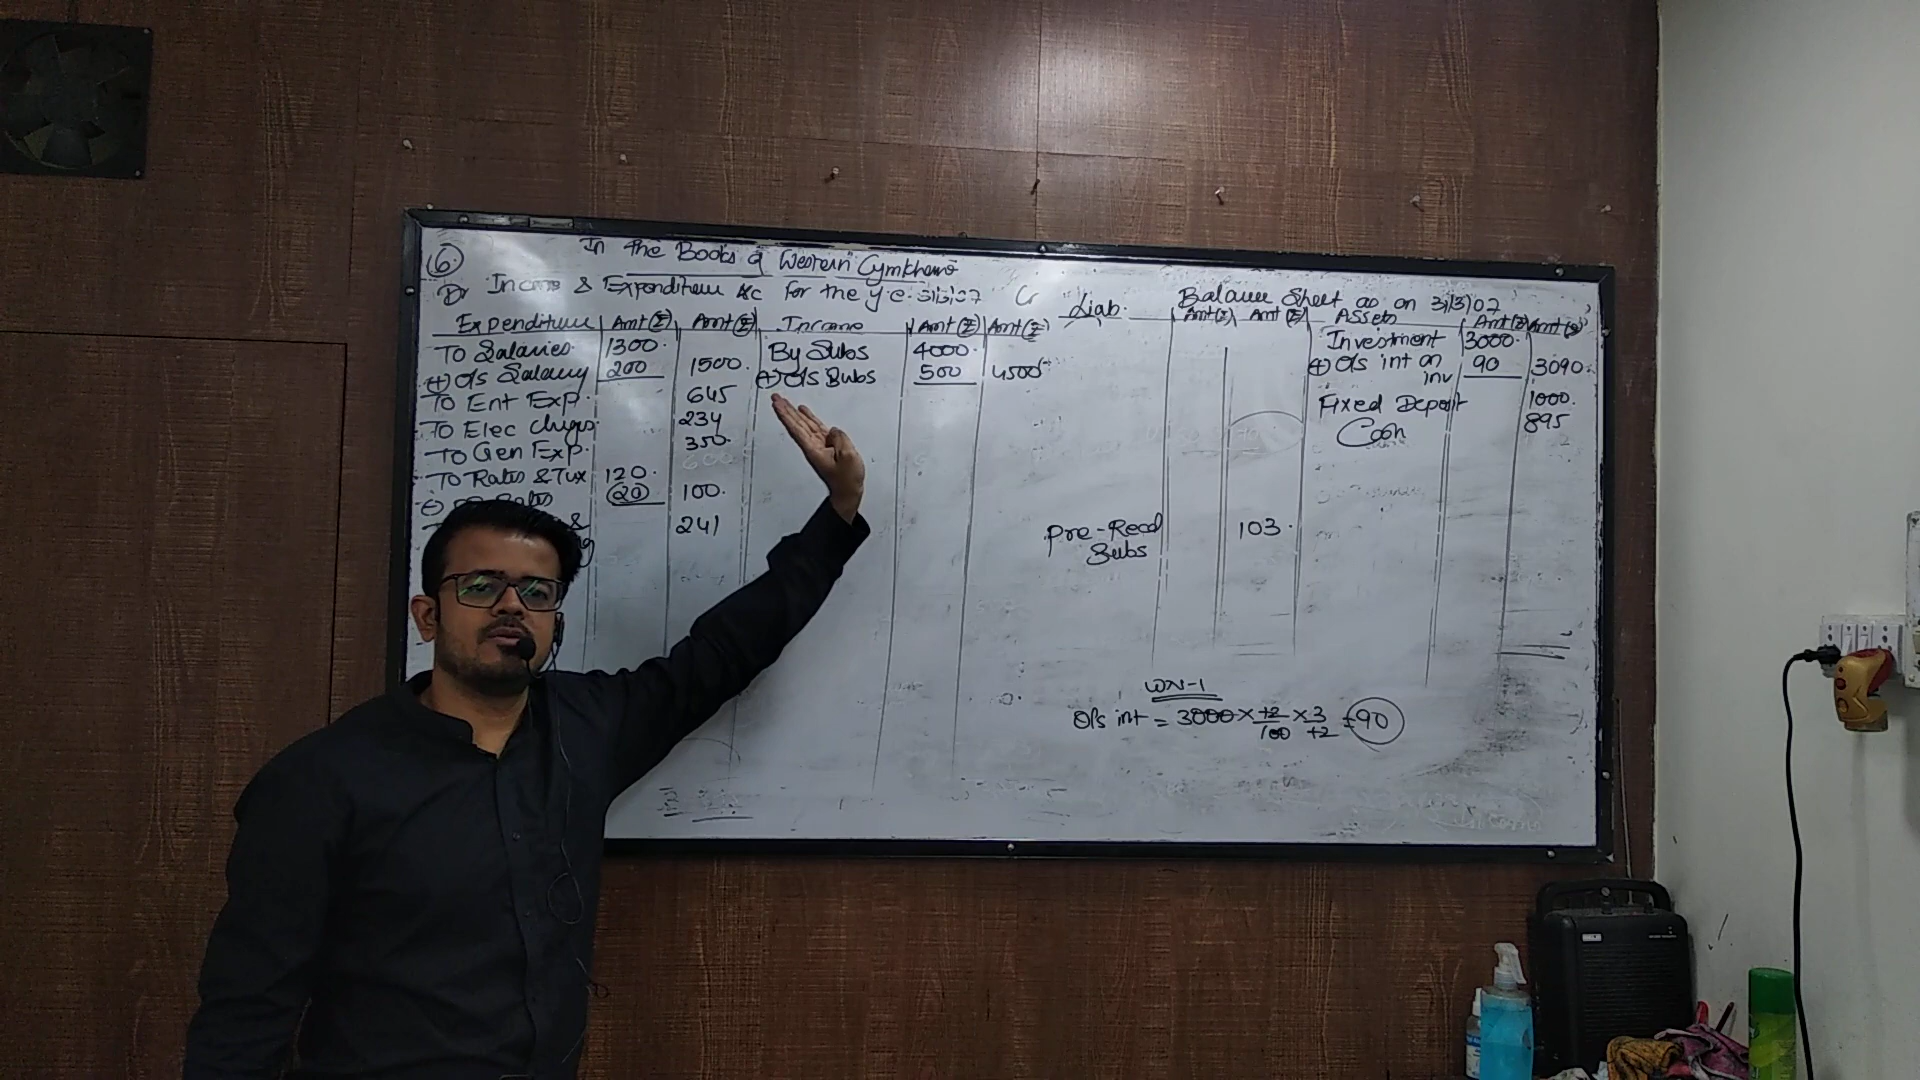 6.
In the Books of Western Gymkhana
Dr Income & Expenditure A/c for the y.e. 31/3/07 Cr
Expenditure Amt(₹) Amt(₹) Income Amt(₹) Amt(₹)
To Salaries 1300. By Subs 4000.
(+) O/s Salary 200 1500. (+) O/s Subs 500 4500
To Ent Exp. 645
To Elec chgs. 234
To Gen Exp. 350.
To Rates & Tax 120.
(-) Rates (20) 100.
& 241
Balance Sheet as on 31/3/07
Liab. Amt(₹) Amt(₹) Assets Amt(₹) Amt(₹)
Investment 3000.
(+) O/s int on 90 3090.
inv
Fixed Deposit 1000.
Cash 895
Pre-Recd 103.
Subs
WN-1
O/s int = 3000 × 12/100 × 3/12 = 90